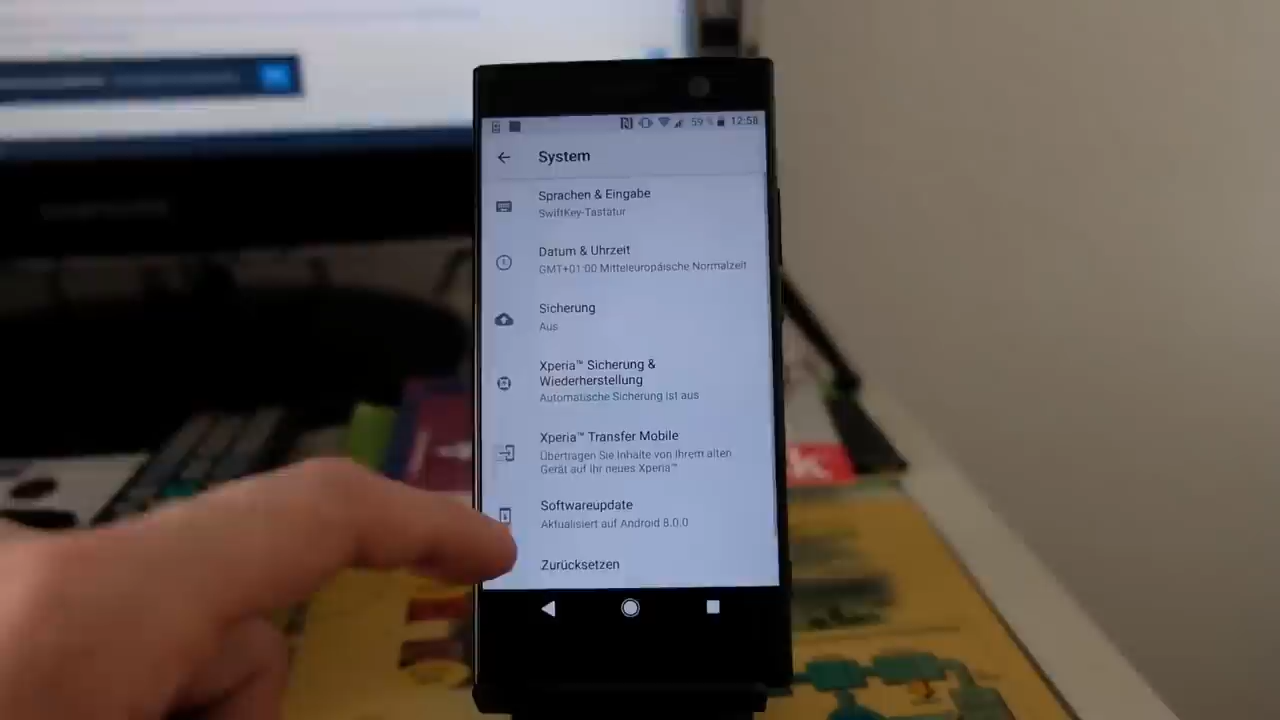 59 % 12:58
System
Sprachen & Eingabe
SwiftKey-Tastatur
Datum & Uhrzeit
GMT+01:00 Mitteleuropäische Normalzeit
Sicherung
Aus
Xperia™ Sicherung &
Wiederherstellung
Automatische Sicherung ist aus
Xperia™ Transfer Mobile
Übertragen Sie Inhalte von Ihrem alten
Gerät auf Ihr neues Xperia™
Softwareupdate
Aktualisiert auf Android 8.0.0
Zurücksetzen